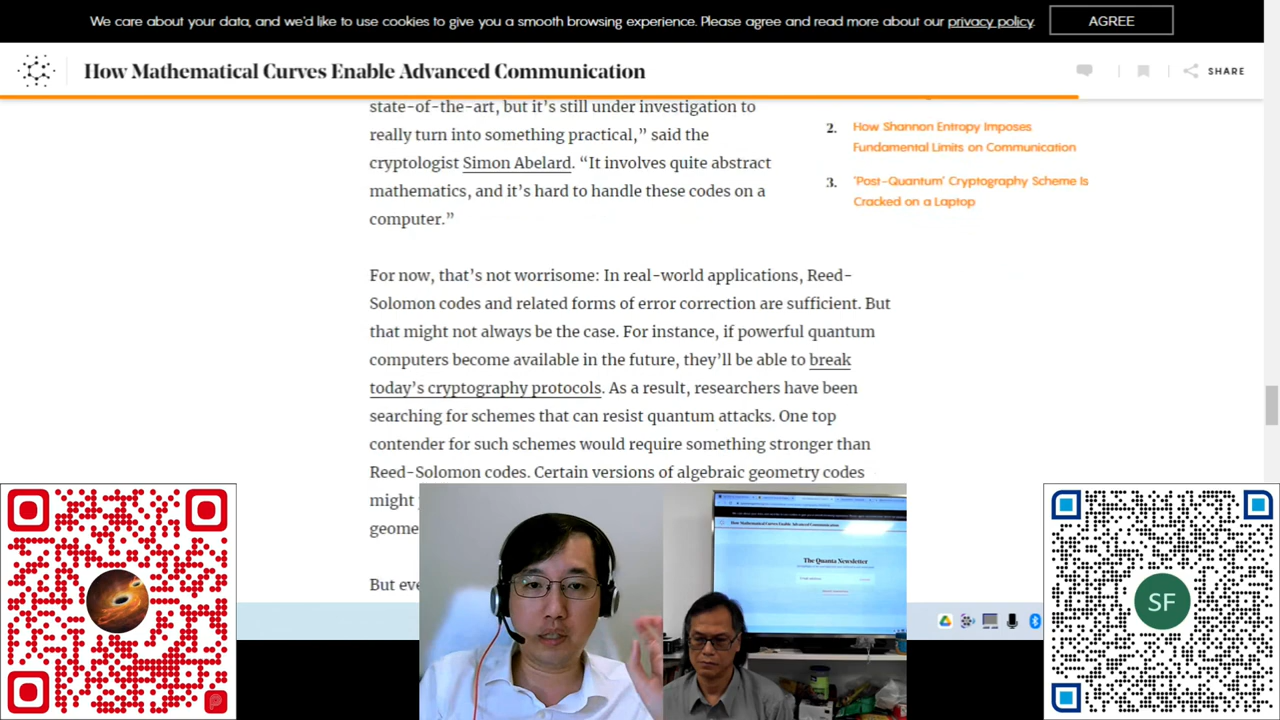 We care about your data, and we'd like to use cookies to give you a smooth browsing experience. Please agree and read more about our privacy policy.
AGREE
How Mathematical Curves Enable Advanced Communication
SHARE
state-of-the-art, but it's still under investigation to
really turn into something practical,” said the
cryptologist Simon Abelard. “It involves quite abstract
mathematics, and it's hard to handle these codes on a
computer.”
2. How Shannon Entropy Imposes
Fundamental Limits on Communication
3. 'Post-Quantum' Cryptography Scheme Is
Cracked on a Laptop
For now, that's not worrisome: In real-world applications, Reed-
Solomon codes and related forms of error correction are sufficient. But
that might not always be the case. For instance, if powerful quantum
computers become available in the future, they'll be able to break
today's cryptography protocols. As a result, researchers have been
searching for schemes that can resist quantum attacks. One top
contender for such schemes would require something stronger than
Reed-Solomon codes. Certain versions of algebraic geometry codes
might
geome
But eve
How Mathematical Curves Enable Advanced Communication
The Quanta Newsletter
SF